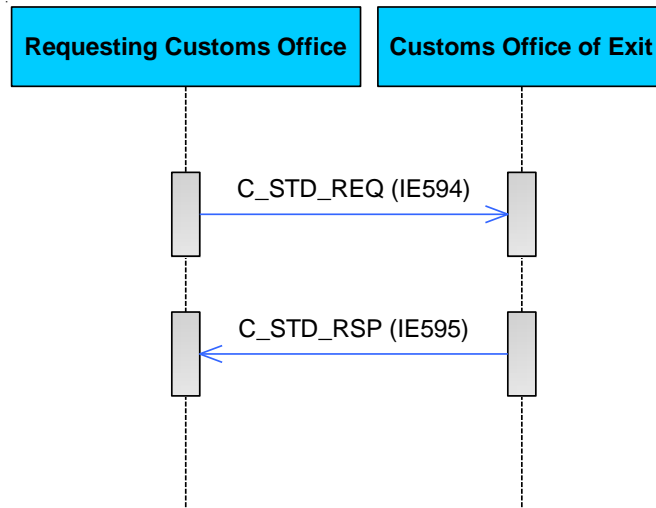 Requesting Customs Office
Customs Office of Exit
C_STD_REQ (IE594)
C_STD_RSP (IE595)